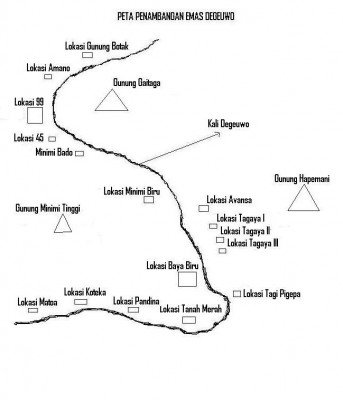 PETA PENAMBANGAN EMAS DEGEUWO
Lokasi Gunung Botak
Lokasi Amano
Gunung Daitaga
Lokasi 99
Kali Degeuwo
Lokasi 45
Minimi Bado
Gunung Hapemani
Lokasi Minimi Biru
Lokasi Avansa
Gunung Minimi Tinggi
Lokasi Tagaya I
Lokasi Tagaya II
Lokasi Tagaya III
Lokasi Baya Biru
Lokasi Tagi Pigepa
Lokasi Koteka
Lokasi Matoa
Lokasi Pandina
Lokasi Tanah Merah